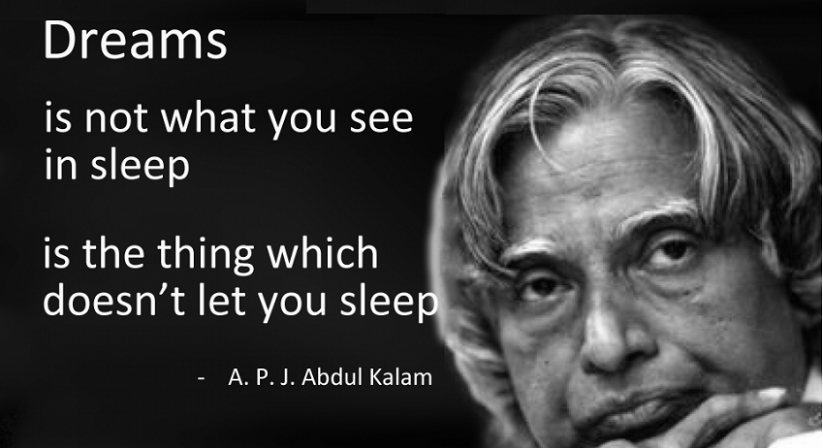 Dreams
is not what you see
in sleep
is the thing which
doesn’t let you sleep
- A. P. J. Abdul Kalam